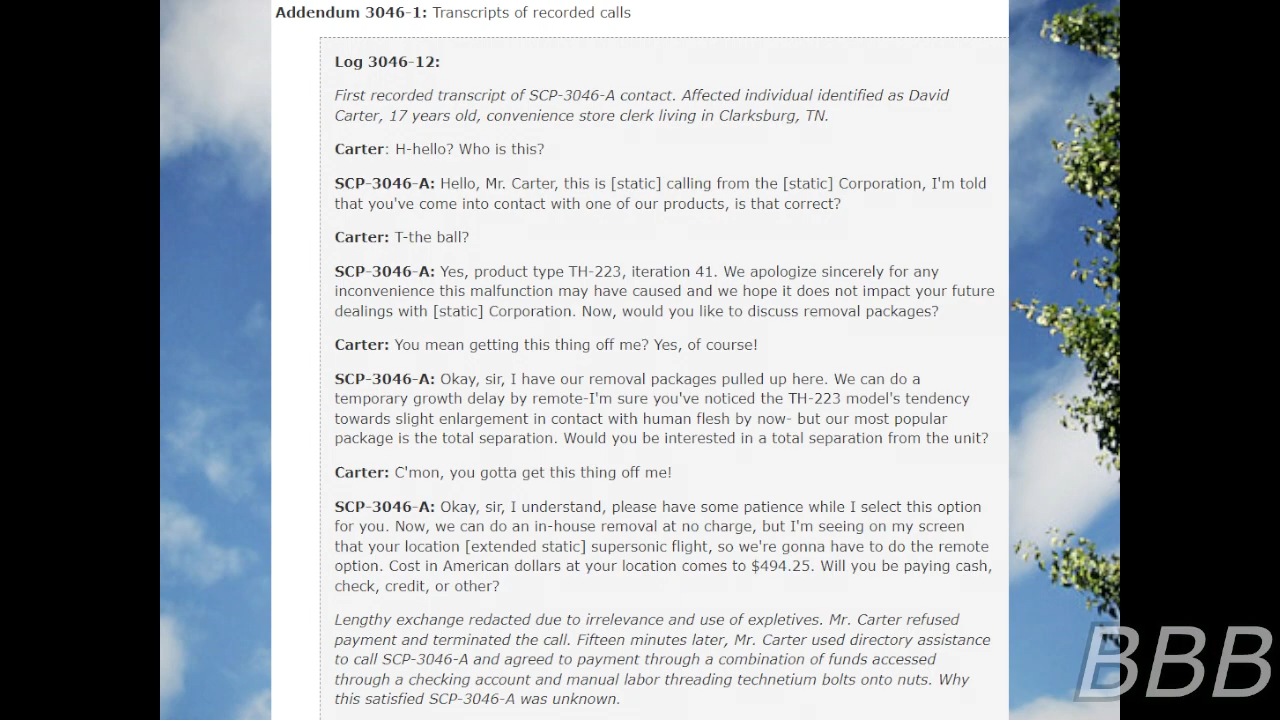 Addendum 3046-1: Transcripts of recorded calls
Log 3046-12:
First recorded transcript of SCP-3046-A contact. Affected individual identified as David
Carter, 17 years old, convenience store clerk living in Clarksburg, TN.
Carter: H-hello? Who is this?
SCP-3046-A: Hello, Mr. Carter, this is [static] calling from the [static] Corporation, I'm told
that you've come into contact with one of our products, is that correct?
Carter: T-the ball?
SCP-3046-A: Yes, product type TH-223, iteration 41. We apologize sincerely for any
inconvenience this malfunction may have caused and we hope it does not impact your future
dealings with [static] Corporation. Now, would you like to discuss removal packages?
Carter: You mean getting this thing off me? Yes, of course!
SCP-3046-A: Okay, sir, I have our removal packages pulled up here. We can do a
temporary growth delay by remote-I'm sure you've noticed the TH-223 model's tendency
towards slight enlargement in contact with human flesh by now- but our most popular
package is the total separation. Would you be interested in a total separation from the unit?
Carter: C'mon, you gotta get this thing off me!
SCP-3046-A: Okay, sir, I understand, please have some patience while I select this option
for you. Now, we can do an in-house removal at no charge, but I'm seeing on my screen
that your location [extended static] supersonic flight, so we're gonna have to do the remote
option. Cost in American dollars at your location comes to $494.25. Will you be paying cash,
check, credit, or other?
Lengthy exchange redacted due to irrelevance and use of expletives. Mr. Carter refused
payment and terminated the call. Fifteen minutes later, Mr. Carter used directory assistance
to call SCP-3046-A and agreed to payment through a combination of funds accessed
through a checking account and manual labor threading technetium bolts onto nuts. Why
this satisfied SCP-3046-A was unknown.
BBB